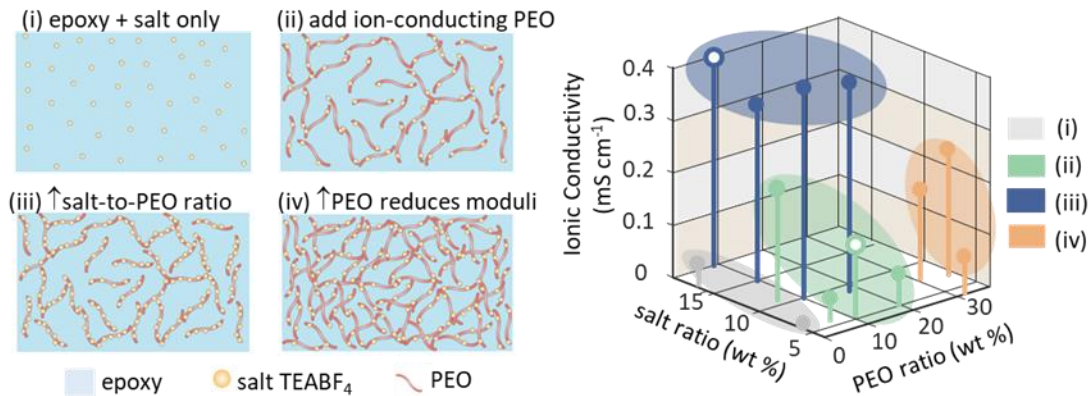 (i) epoxy + salt only
(ii) add ion-conducting PEO
(iii) ↑salt-to-PEO ratio
(iv) ↑PEO reduces moduli
epoxy
salt TEABF₄
PEO
Ionic Conductivity
(mS cm⁻¹)
0.4
0.3
0.2
0.1
0
15
10
5
salt ratio (wt %)
0
10
20
30
PEO ratio (wt %)
(i)
(ii)
(iii)
(iv)